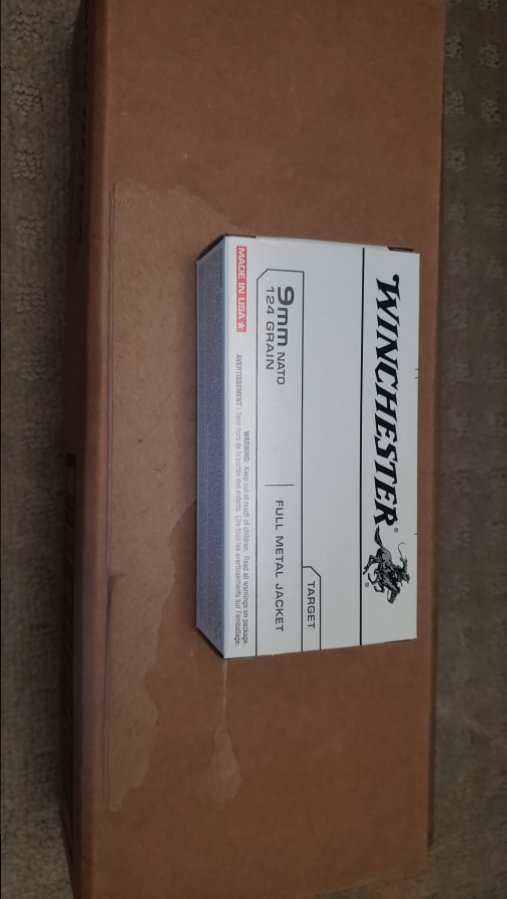 WINCHESTER®
®
TARGET
9mm NATO
124 GRAIN
FULL METAL JACKET
MADE IN USA ★
WARNING: Keep out of reach of children. Read all warnings on package.
AVERTISSEMENT : Tenir hors de la portée des enfants. Lire tous les avertissements sur l'emballage.